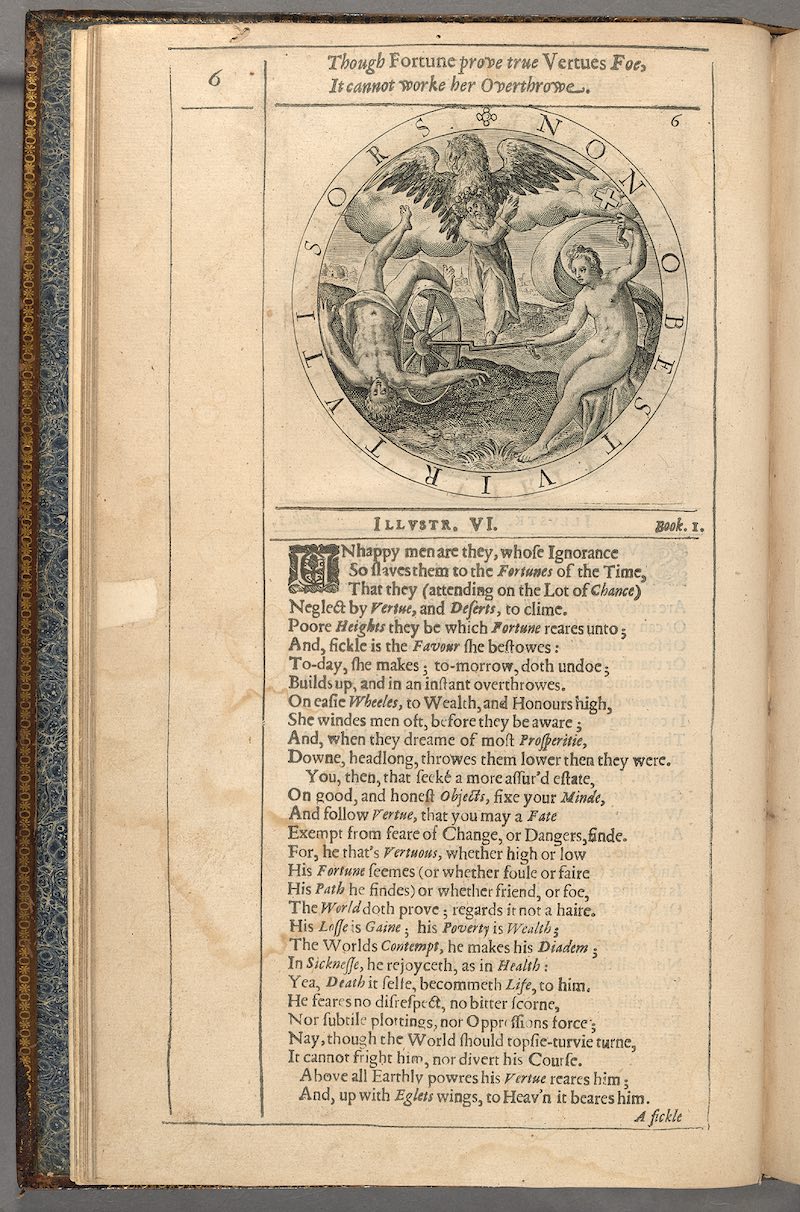 6
Though Fortune prove true Vertues Foe,
It cannot worke her Overthrowe.
6
NON OBEST VIRTVTI SORS
ILLVSTR. VI. Book. 1.
UNhappy men are they, whoſe Ignorance
So ſlaves them to the Fortunes of the Time,
That they (attending on the Lot of Chance)
Neglect by Vertue, and Deſerts, to clime.
Poore Heights they be which Fortune reares unto;
And, fickle is the Favour ſhe beſtowes:
To-day, ſhe makes; to-morrow, doth undoe;
Builds up, and in an inſtant overthrowes.
On eaſie Wheeles, to Wealth, and Honours high,
She windes men oft, before they be aware;
And, when they dreame of moſt Proſperitie,
Downe, headlong, throwes them lower then they were.
You, then, that ſeeke a more aſſur'd eſtate,
On good, and honeſt Objects, fixe your Minde,
And follow Vertue, that you may a Fate
Exempt from feare of Change, or Dangers, finde.
For, he that's Vertuous, whether high or low
His Fortune ſeemes (or whether foule or faire
His Path he findes) or whether friend, or foe,
The World doth prove; regards it not a haire.
His Loſſe is Gaine; his Poverty is Wealth;
The Worlds Contempt, he makes his Diadem;
In Sickneſſe, he rejoyceth, as in Health:
Yea, Death it ſelfe, becommeth Life, to him.
He feares no diſreſpect, no bitter ſcorne,
Nor ſubtile plottings, nor Oppreſſions force;
Nay, though the World ſhould topſie-turvie turne,
It cannot fright him, nor divert his Courſe.
Above all Earthly powres his Vertue reares him;
And, up with Eglets wings, to Heav'n it beares him.
A fickle